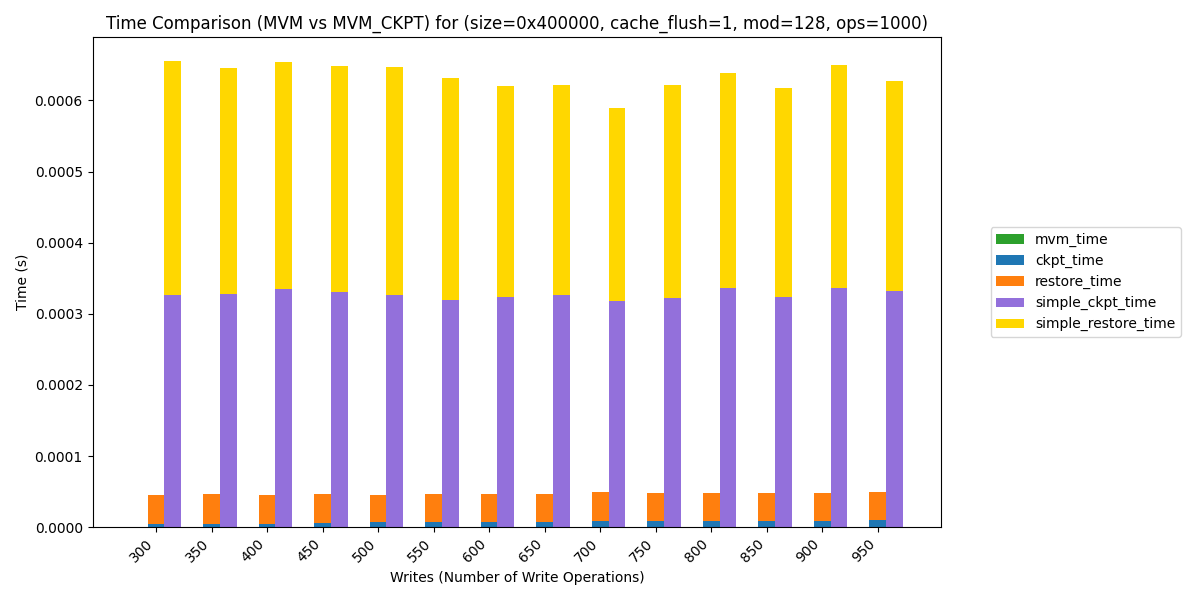 Time Comparison (MVM vs MVM_CKPT) for (size=0x400000, cache_flush=1, mod=128, ops=1000)
Time (s)
0.0006
0.0005
0.0004
0.0003
0.0002
0.0001
0.0000
300 350 400 450 500 550 600 650 700 750 800 850 900 950
Writes (Number of Write Operations)
mvm_time
ckpt_time
restore_time
simple_ckpt_time
simple_restore_time